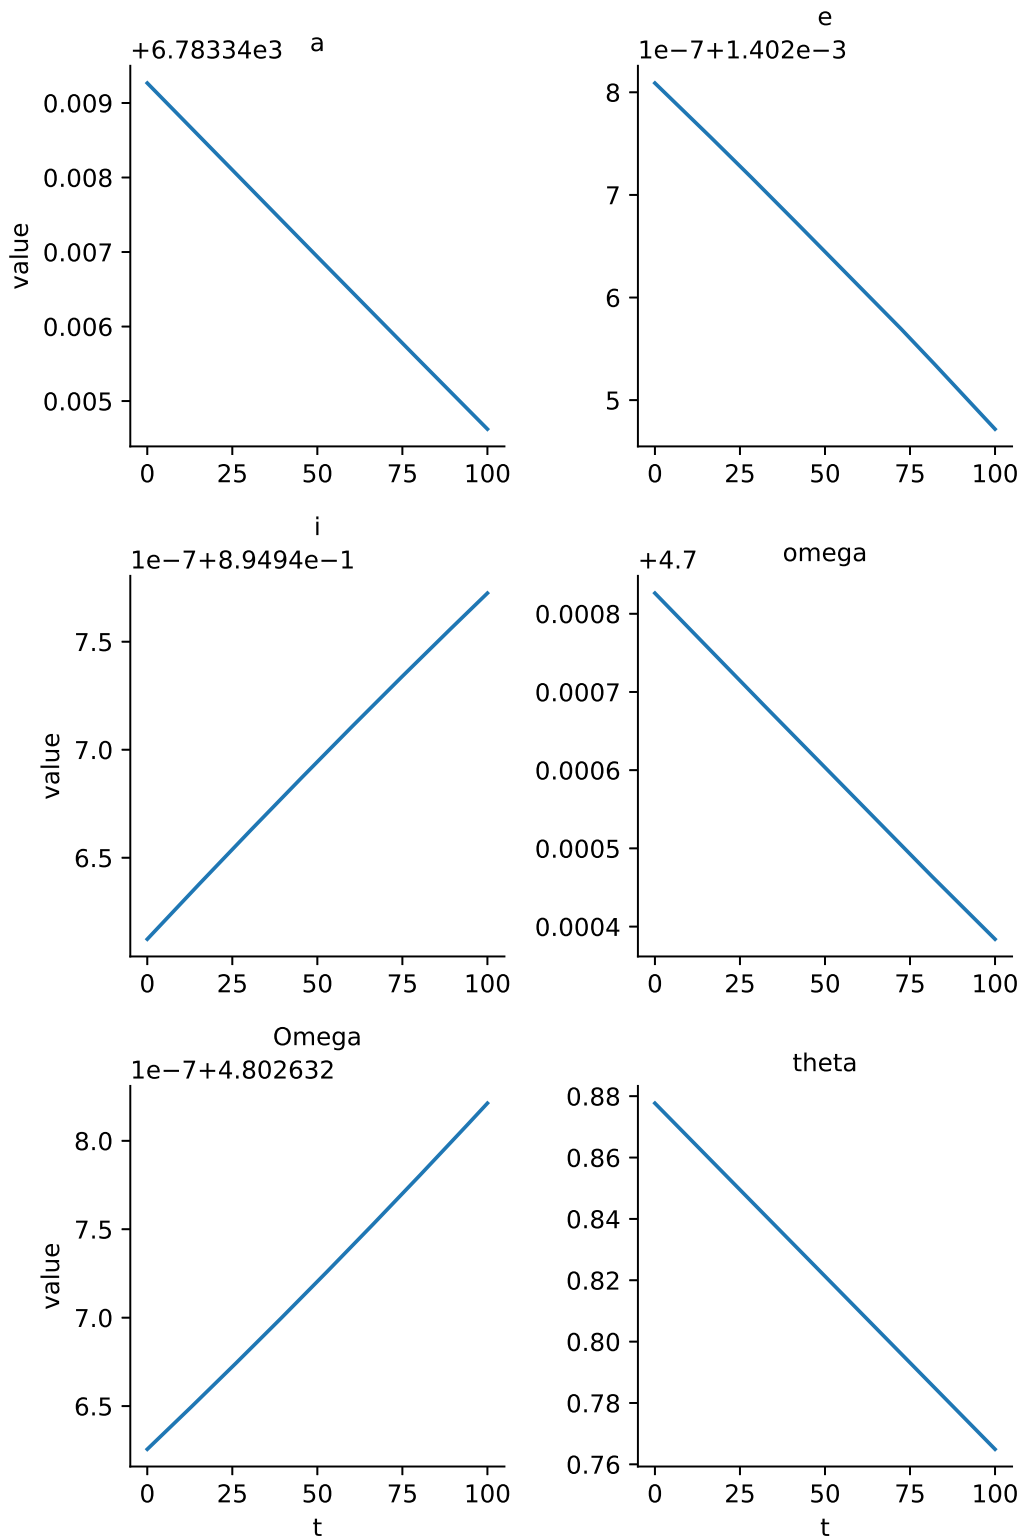 a
+6.78334e3
0.009
0.008
0.007
0.006
0.005
value
0 25 50 75 100
e
1e−7+1.402e−3
8
7
6
5
0 25 50 75 100
i
1e−7+8.9494e−1
7.5
7.0
6.5
value
0 25 50 75 100
omega
+4.7
0.0008
0.0007
0.0006
0.0005
0.0004
0 25 50 75 100
Omega
1e−7+4.802632
8.0
7.5
7.0
6.5
value
0 25 50 75 100
t
theta
0.88
0.86
0.84
0.82
0.80
0.78
0.76
0 25 50 75 100
t